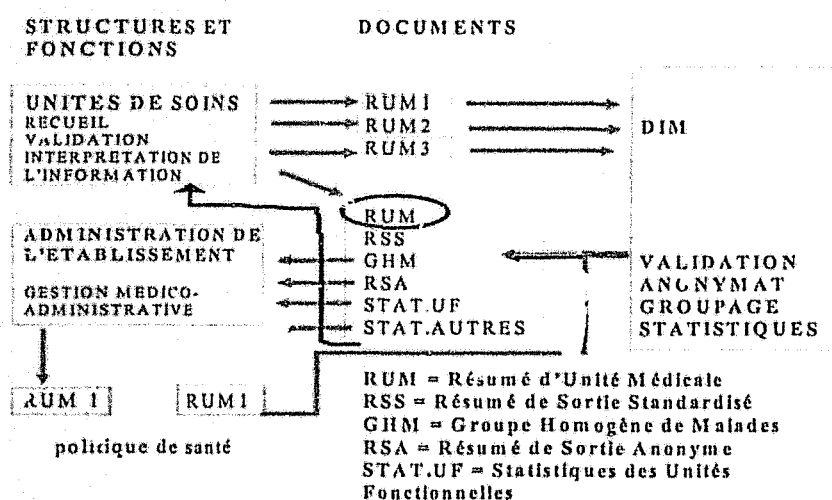 STRUCTURES ET
FONCTIONS
DOCUMENTS
UNITES DE SOINS
RECUEIL
VALIDATION
INTERPRETATION DE
L'INFORMATION
RUM1
RUM2
RUM3
DIM
ADMINISTRATION DE
L'ETABLISSEMENT
GESTION MEDICO-
ADMINISTRATIVE
RUM
RSS
GHM
RSA
STAT.UF
STAT.AUTRES
VALIDATION
ANONYMAT
GROUPAGE
STATISTIQUES
RUM 1
RUM1
politique de santé
RUM = Résumé d'Unité Médicale
RSS = Résumé de Sortie Standardisé
GHM = Groupe Homogène de Malades
RSA = Résumé de Sortie Anonyme
STAT.UF = Statistiques des Unités
Fonctionnelles